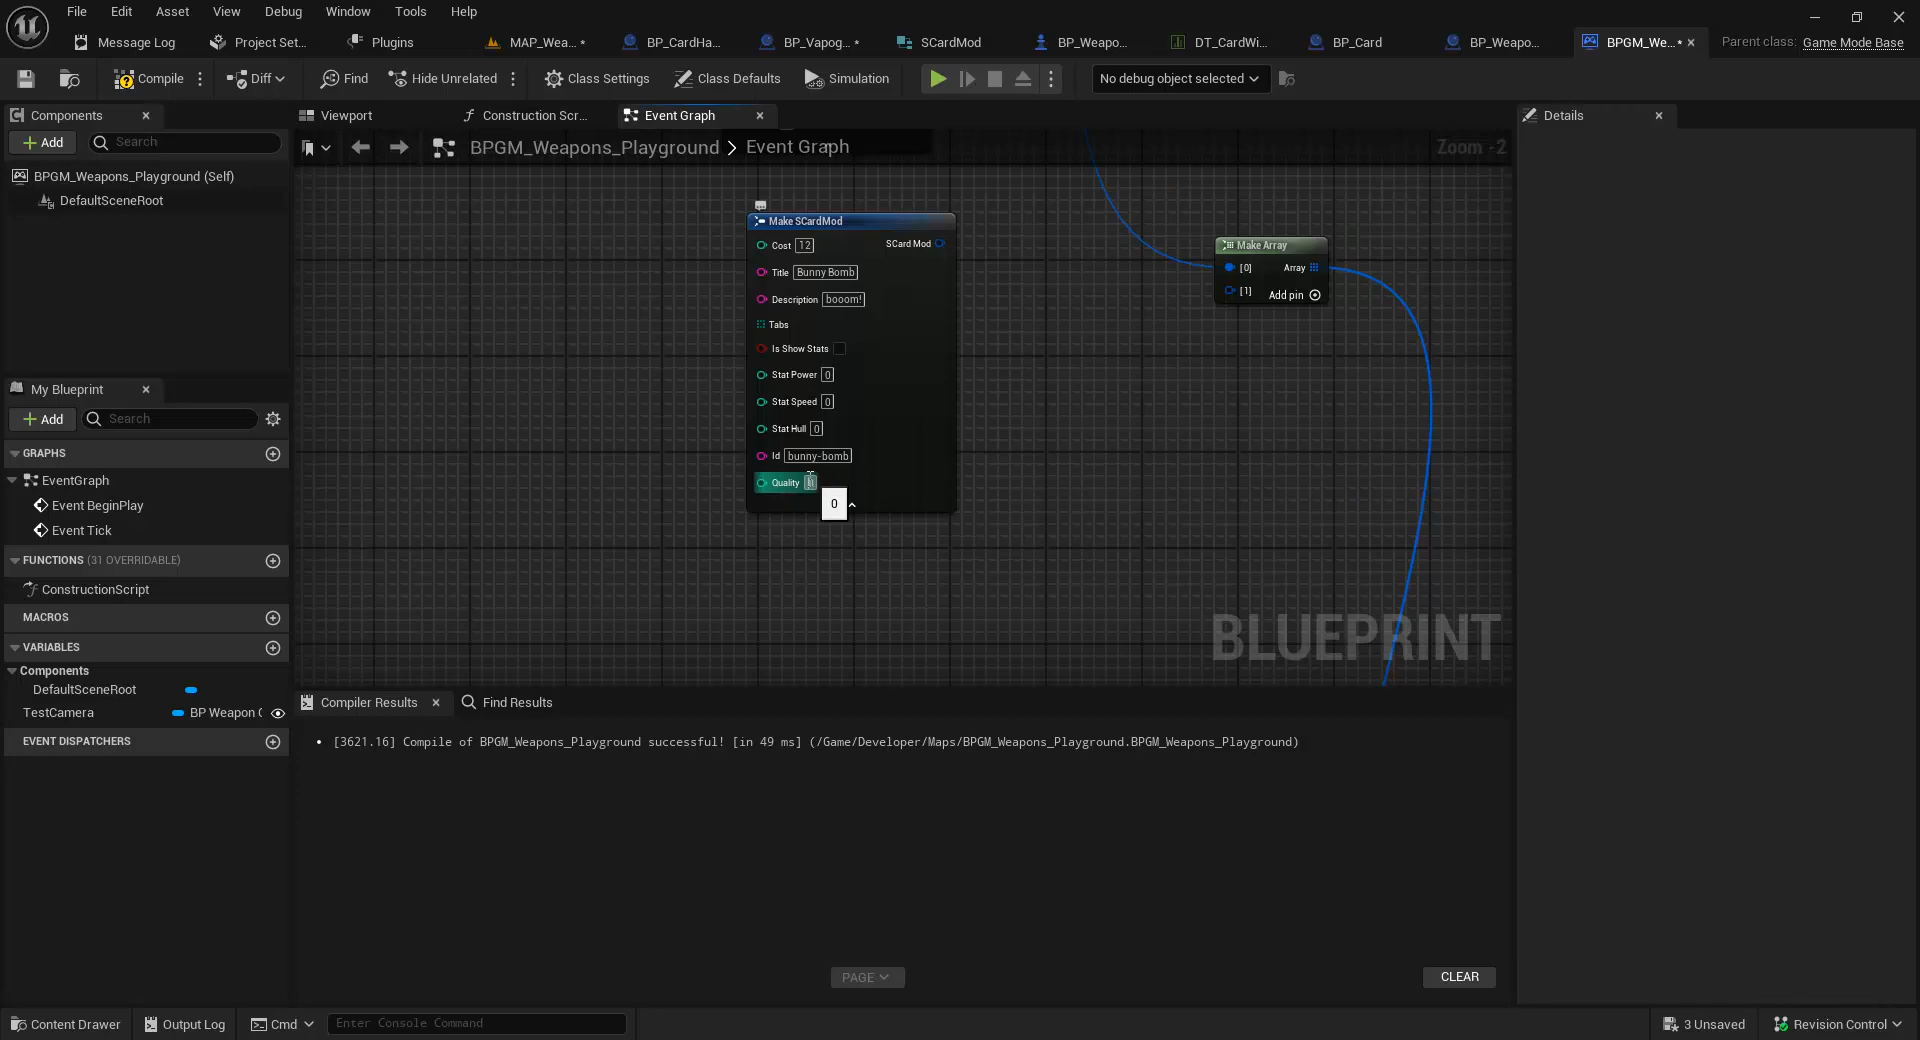 File Edit Asset View Debug Window Tools Help
Message Log Project Set... Plugins MAP_Wea... * BP_CardHa... BP_Vapog... * SCardMod BP_Weapo... DT_CardWi... BP_Card BP_Weapo... BPGM_We... * Parent class: Game Mode Base
Compile Diff Find Hide Unrelated Class Settings Class Defaults Simulation No debug object selected
Components Viewport Construction Scr... Event Graph Details
Add Search
BPGM_Weapons_Playground > Event Graph Zoom -2
BPGM_Weapons_Playground (Self)
DefaultSceneRoot
Make SCardMod
Cost 12 SCard Mod
Title Bunny Bomb
Description booom!
Tabs
Is Show Stats
Stat Power 0
Stat Speed 0
Stat Hull 0
Id bunny-bomb
Quality
0
Make Array
[0] Array
[1] Add pin
BLUEPRINT
My Blueprint
Add Search
GRAPHS
EventGraph
Event BeginPlay
Event Tick
FUNCTIONS (31 OVERRIDABLE)
ConstructionScript
MACROS
VARIABLES
Components
DefaultSceneRoot
TestCamera BP Weapon C
EVENT DISPATCHERS
Compiler Results Find Results
• [3621.16] Compile of BPGM_Weapons_Playground successful! [in 49 ms] (/Game/Developer/Maps/BPGM_Weapons_Playground.BPGM_Weapons_Playground)
PAGE CLEAR
Content Drawer Output Log Cmd Enter Console Command 3 Unsaved Revision Control